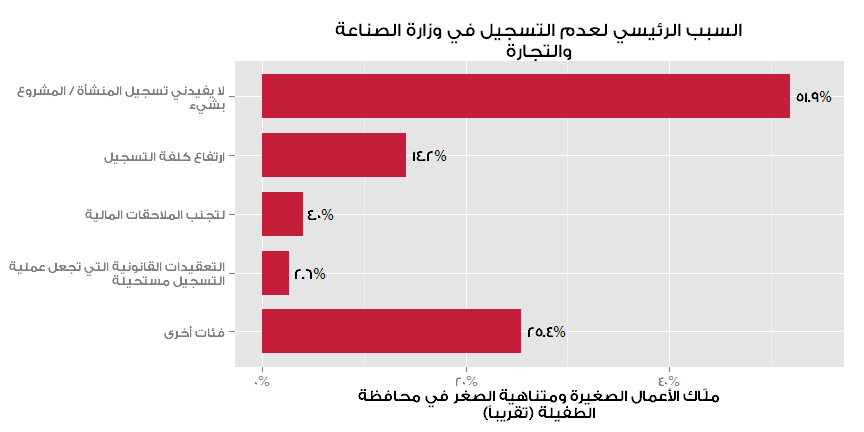 السبب الرئيسي لعدم التسجيل في وزارة الصناعة
والتجارة
لا يفيدني تسجيل المنشأة / المشروع
بشيء
٥١.٩%
ارتفاع كلفة التسجيل
١٤.٢%
لتجنب الملاحقات المالية
٤.٠%
التعقيدات القانونية التي تجعل عملية
التسجيل مستحيلة
٢.٦%
فئات أخرى
٢٥.٤%
٠%
٢٠%
٤٠%
ملّاك الأعمال الصغيرة ومتناهية الصغر في محافظة
الطفيلة (تقريباً)